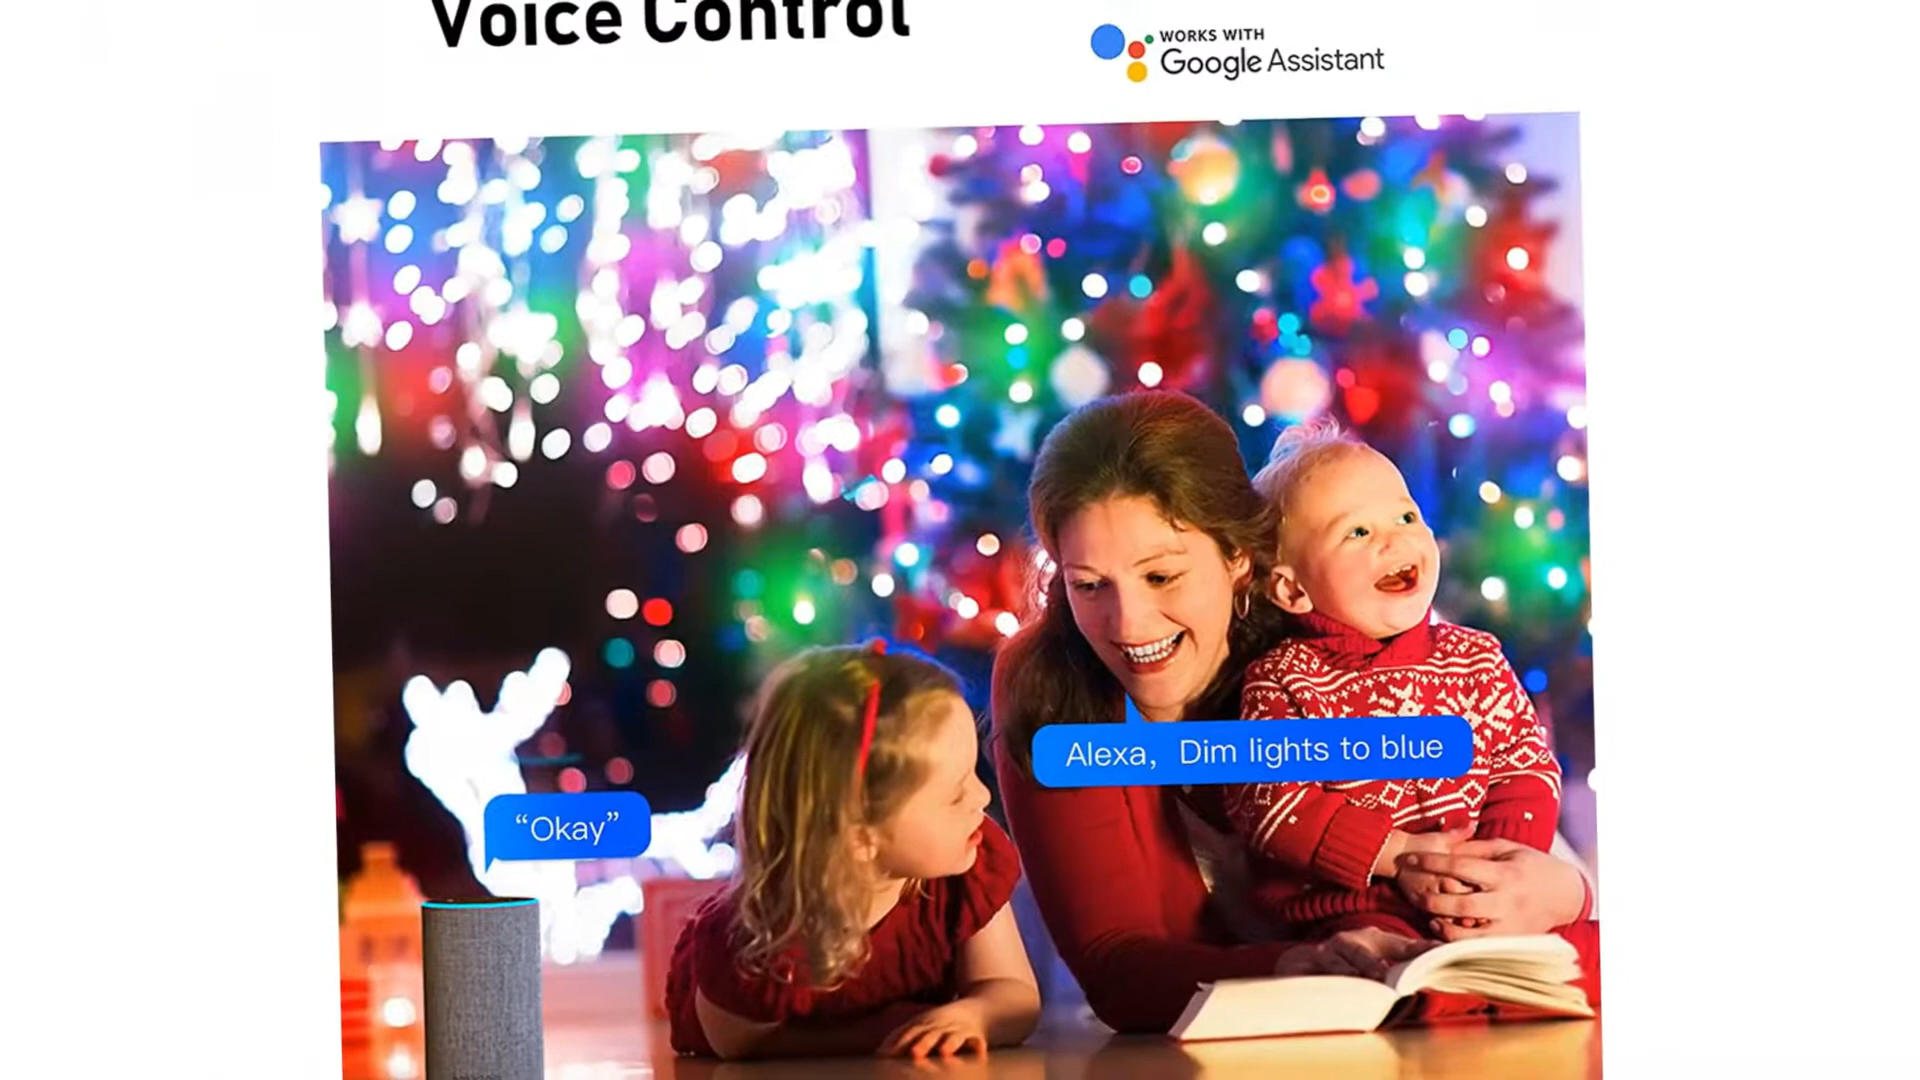 Voice Control
WORKS WITH
Google Assistant
Alexa, Dim lights to blue
“Okay”